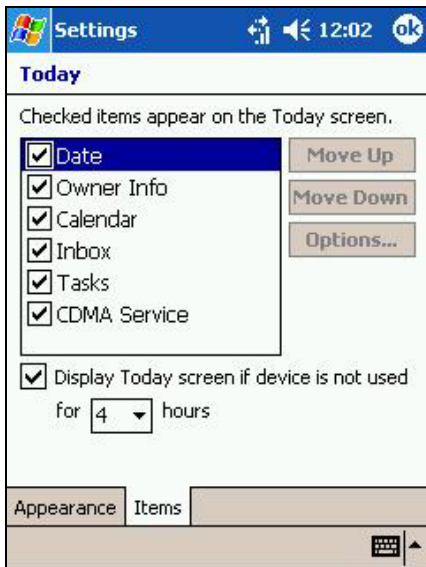 Settings 12:02 ok
Today
Checked items appear on the Today screen.
Date
Owner Info
Calendar
Inbox
Tasks
CDMA Service
Move Up
Move Down
Options...
Display Today screen if device is not used
for 4 hours
Appearance Items